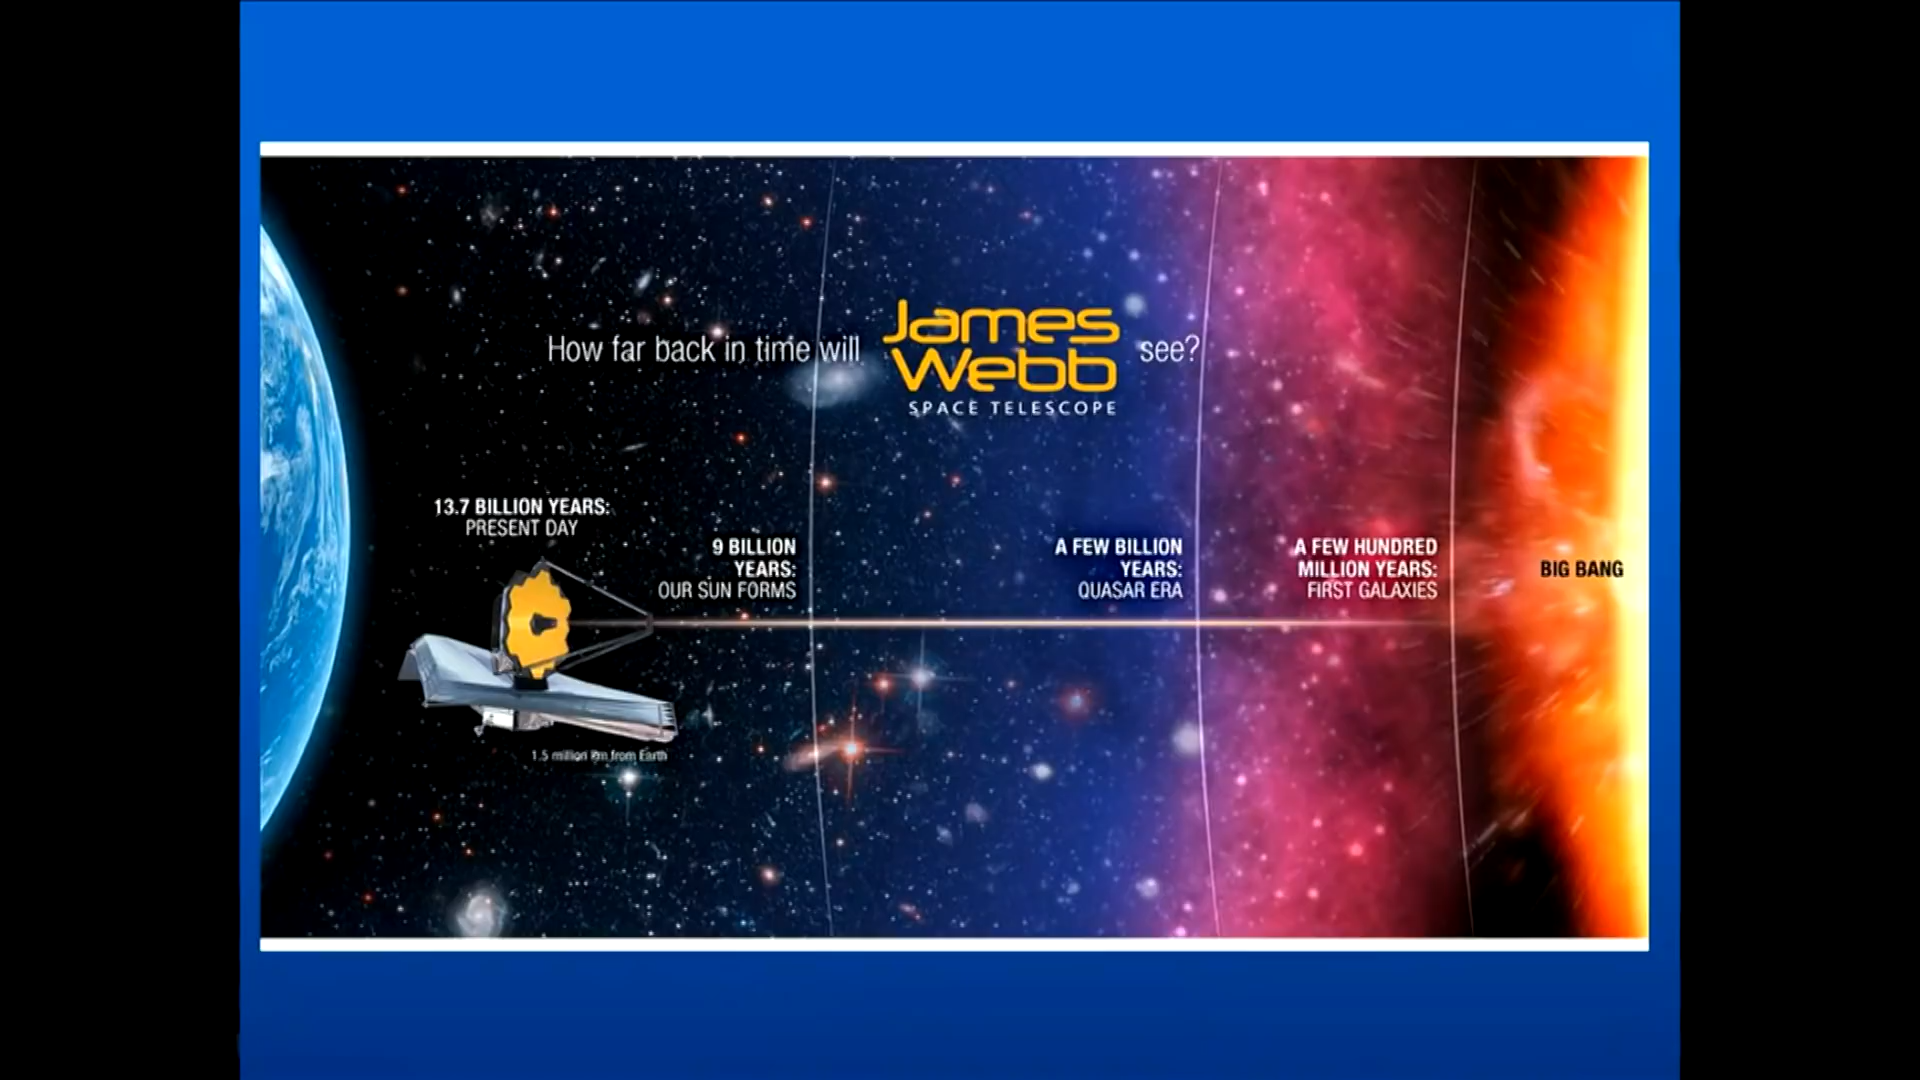 How far back in time will James Webb see?
SPACE TELESCOPE
13.7 BILLION YEARS:
PRESENT DAY
9 BILLION
YEARS:
OUR SUN FORMS
A FEW BILLION
YEARS:
QUASAR ERA
A FEW HUNDRED
MILLION YEARS:
FIRST GALAXIES
BIG BANG
1.5 million km from Earth